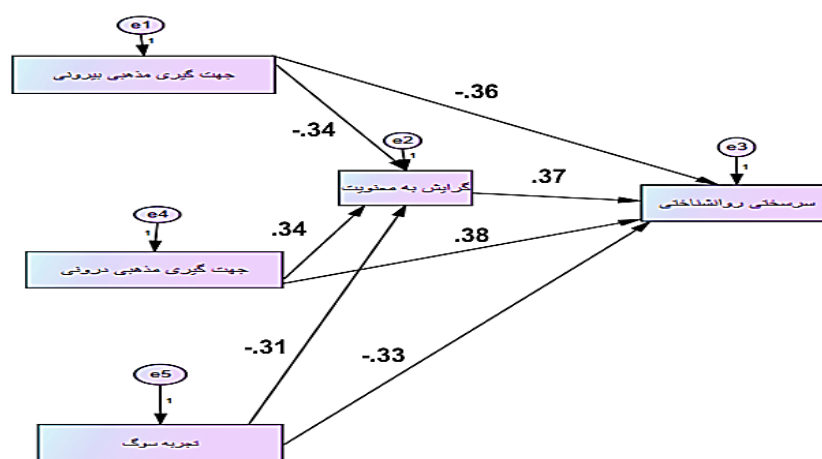 e1
1
جهت گیری مذهبی بیرونی
-.36
-.34
e2
1
e3
1
گرایش به معنویت
.37
سرسختی روانشناختی
e4
1
.34
.38
جهت گیری مذهبی درونی
-.31
-.33
e5
1
تجربه سوگ